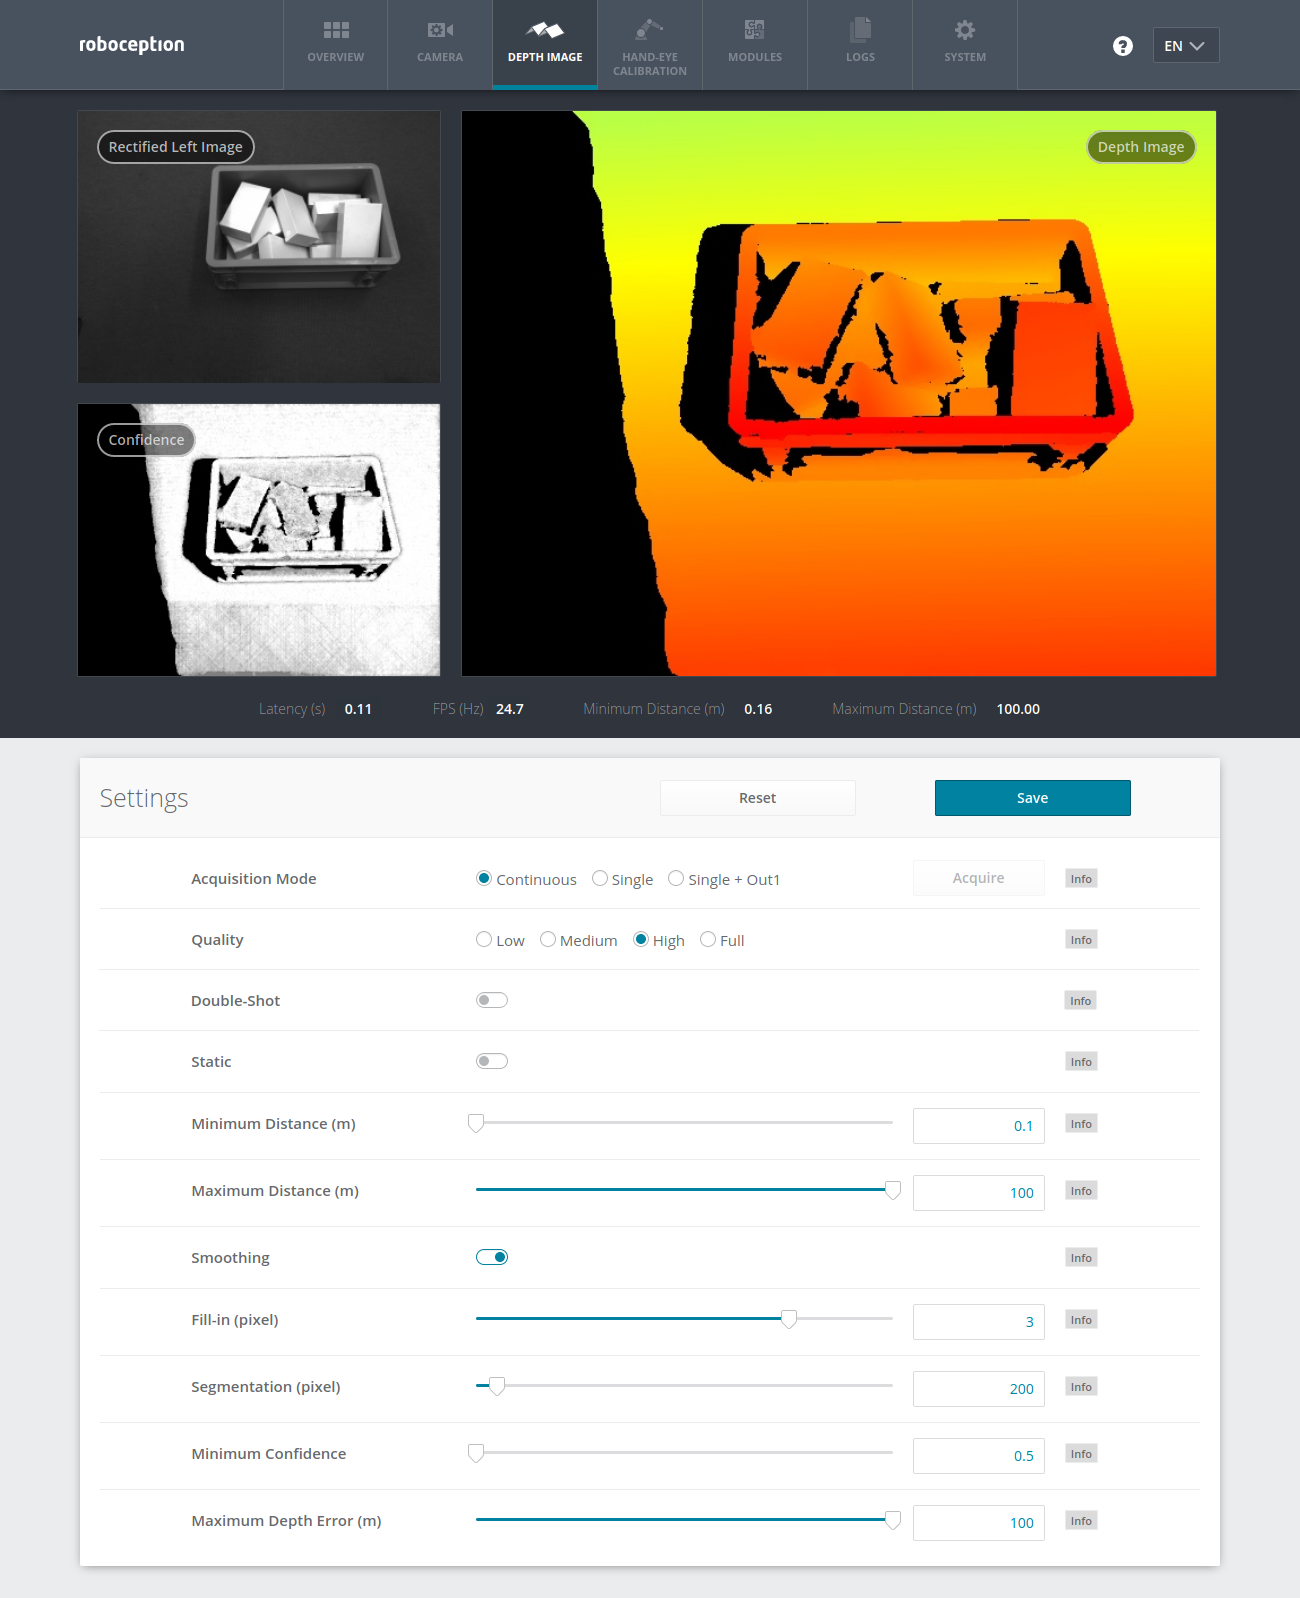 roboception
OVERVIEW
CAMERA
DEPTH IMAGE
HAND-EYE
CALIBRATION
MODULES
LOGS
SYSTEM
?
EN
Rectified Left Image
Depth Image
Confidence
Latency (s) 0.11 FPS (Hz) 24.7 Minimum Distance (m) 0.16 Maximum Distance (m) 100.00
Settings Reset Save
Acquisition Mode Continuous Single Single + Out1 Acquire Info
Quality Low Medium High Full Info
Double-Shot Info
Static Info
Minimum Distance (m) 0.1 Info
Maximum Distance (m) 100 Info
Smoothing Info
Fill-in (pixel) 3 Info
Segmentation (pixel) 200 Info
Minimum Confidence 0.5 Info
Maximum Depth Error (m) 100 Info